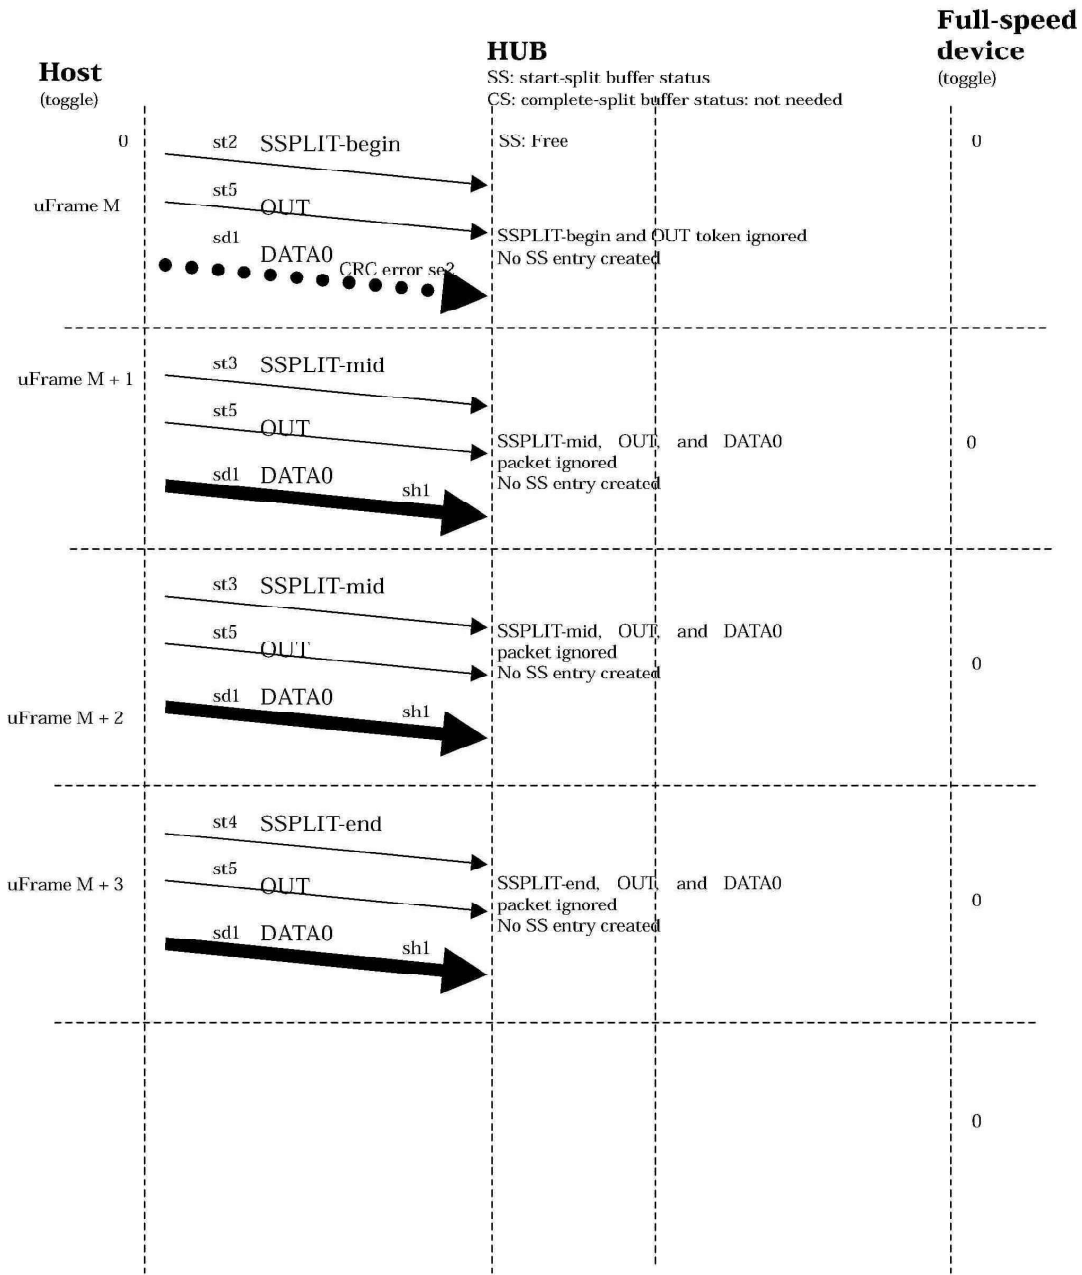 Full-speed
device
(toggle)
HUB
SS: start-split buffer status
CS: complete-split buffer status: not needed
Host
(toggle)
0
st2 SSPLIT-begin
SS: Free
0
uFrame M
st5 OUT
SSPLIT-begin and OUT token ignored
No SS entry created
sd1 DATA0
CRC error se2
uFrame M + 1
st3 SSPLIT-mid
st5 OUT
SSPLIT-mid, OUT, and DATA0
packet ignored
No SS entry created
0
sd1 DATA0
sh1
st3 SSPLIT-mid
st5 OUT
SSPLIT-mid, OUT, and DATA0
packet ignored
No SS entry created
0
uFrame M + 2
sd1 DATA0
sh1
st4 SSPLIT-end
uFrame M + 3
st5 OUT
SSPLIT-end, OUT, and DATA0
packet ignored
No SS entry created
0
sd1 DATA0
sh1
0